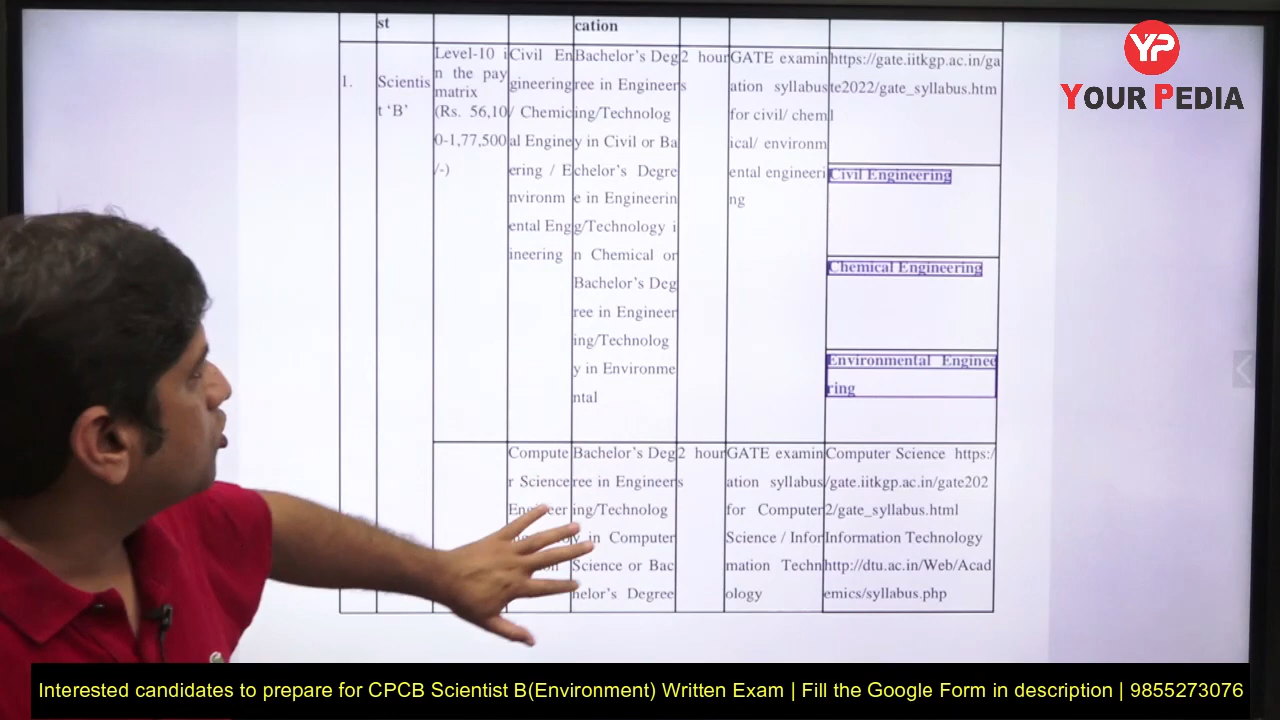 st
cation
YP
YOUR PEDIA
1.
Scientis
t ‘B’
Level-10 i
n the pay
matrix
(Rs. 56,10
0-1,77,500
/-)
Civil En
gineering
/ Chemic
al Engine
ering / E
nvironm
ental Eng
ineering
Bachelor’s Deg
ree in Engineer
ing/Technolog
y in Civil or Ba
chelor’s Degre
e in Engineerin
g/Technology i
n Chemical or
Bachelor’s Deg
ree in Engineer
ing/Technolog
y in Environme
ntal
2 hour
s
GATE examin
ation syllabus
for civil/ chem
ical/ environm
ental engineeri
ng
https://gate.iitkgp.ac.in/ga
te2022/gate_syllabus.htm
l
Civil Engineering
Chemical Engineering
Environmental Enginee
ring
Compute
r Science
Bachelor’s Deg
ree in Engineer
ing/Technolog
in Computer
Science or Bac
helor’s Degree
2 hour
s
GATE examin
ation syllabus
for Computer
Science / Infor
mation Techn
ology
Computer Science https:/
/gate.iitkgp.ac.in/gate202
2/gate_syllabus.html
Information Technology
http://dtu.ac.in/Web/Acad
emics/syllabus.php
Interested candidates to prepare for CPCB Scientist B(Environment) Written Exam | Fill the Google Form in description | 9855273076